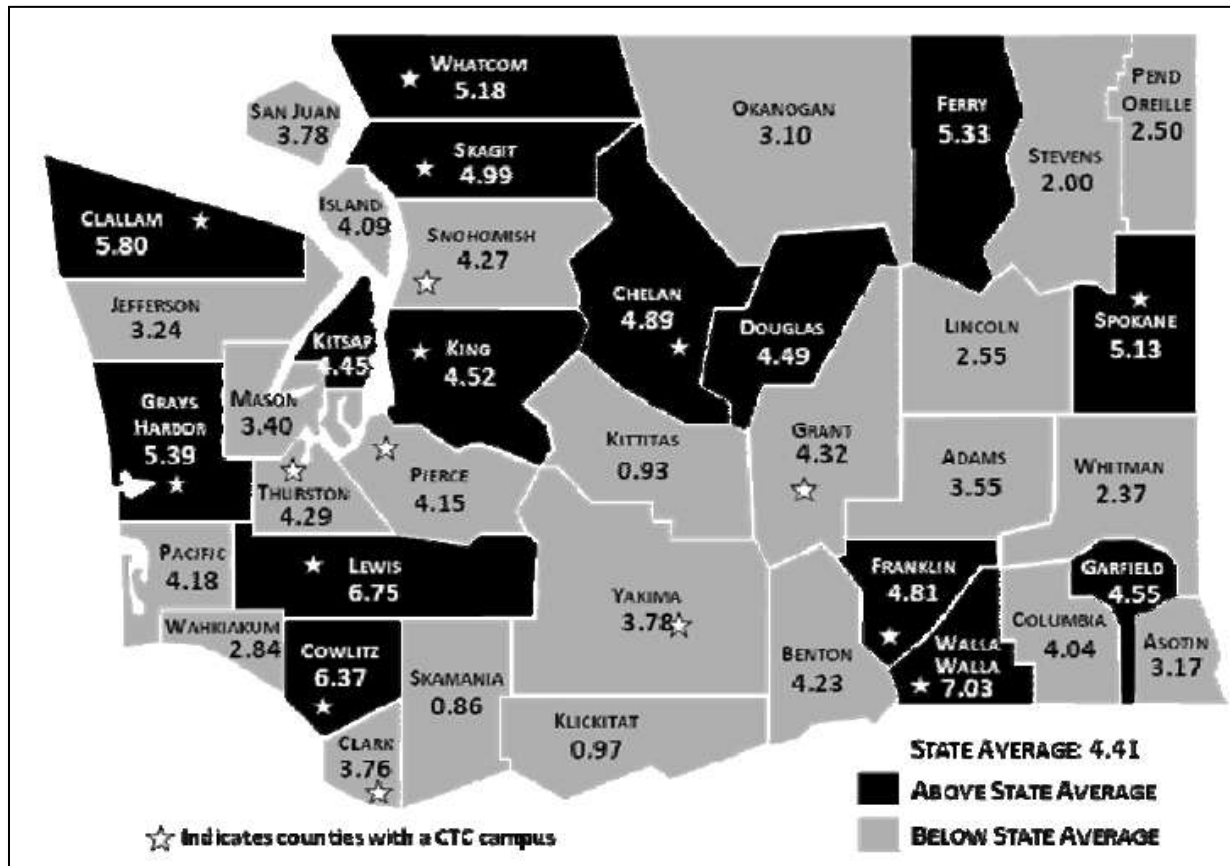 WHATCOM
5.18
SAN JUAN
3.78
SKAGIT
4.99
OKANOGAN
3.10
FERRY
5.33
PEND
OREILLE
2.50
STEVENS
2.00
CLALLAM
5.80
ISLAND
4.09
SNOHOMISH
4.27
JEFFERSON
3.24
KITSAP
4.45
KING
4.52
CHELAN
4.89
DOUGLAS
4.49
LINCOLN
2.55
SPOKANE
5.13
GRAYS
HARBOR
5.39
MASON
3.40
THURSTON
4.29
PIERCE
4.15
KITTITAS
0.93
GRANT
4.32
ADAMS
3.55
WHITMAN
2.37
PACIFIC
4.18
LEWIS
6.75
YAKIMA
3.78
FRANKLIN
4.81
GARFIELD
4.55
WAHKIAKUM
2.84
COWLITZ
6.37
SKAMANIA
0.86
BENTON
4.23
WALLA
WALLA
7.03
COLUMBIA
4.04
ASOTIN
3.17
CLARK
3.76
KLICKITAT
0.97
STATE AVERAGE: 4.41
ABOVE STATE AVERAGE
BELOW STATE AVERAGE
Indicates counties with a CTC campus